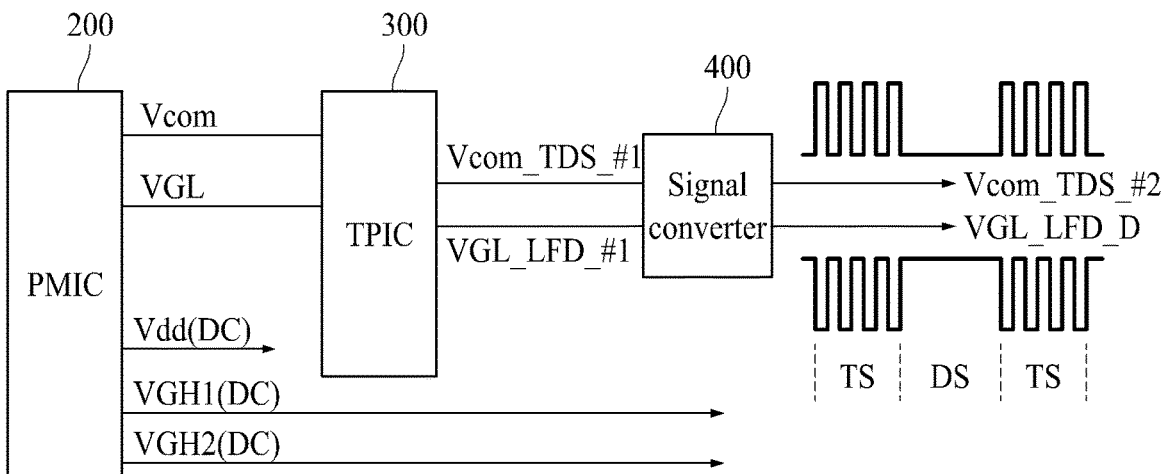 200
300
400
Vcom
VGL
PMIC
TPIC
Vcom_TDS_#1
VGL_LFD_#1
Signal
converter
Vcom_TDS_#2
VGL_LFD_D
Vdd(DC)
VGH1(DC)
VGH2(DC)
TS
DS
TS